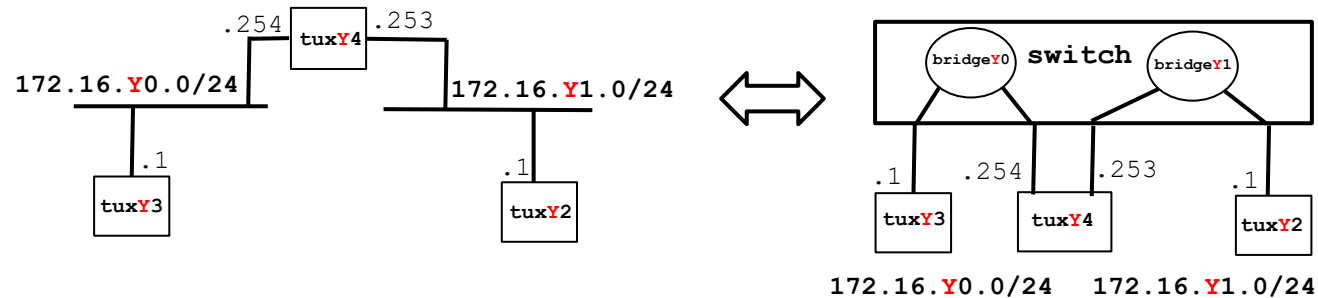 .254
tuxY4
.253
172.16.Y0.0/24
172.16.Y1.0/24
.1
tuxY3
.1
tuxY2
bridgeY0
switch
bridgeY1
.1
.254
.253
.1
tuxY3
tuxY4
tuxY2
172.16.Y0.0/24
172.16.Y1.0/24